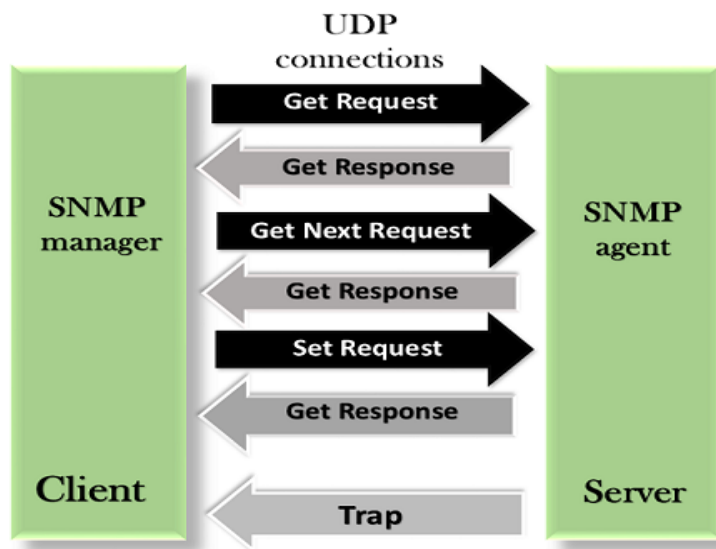 UDP
connections
Get Request
Get Response
SNMP
manager
Get Next Request
SNMP
agent
Get Response
Set Request
Get Response
Client
Trap
Server